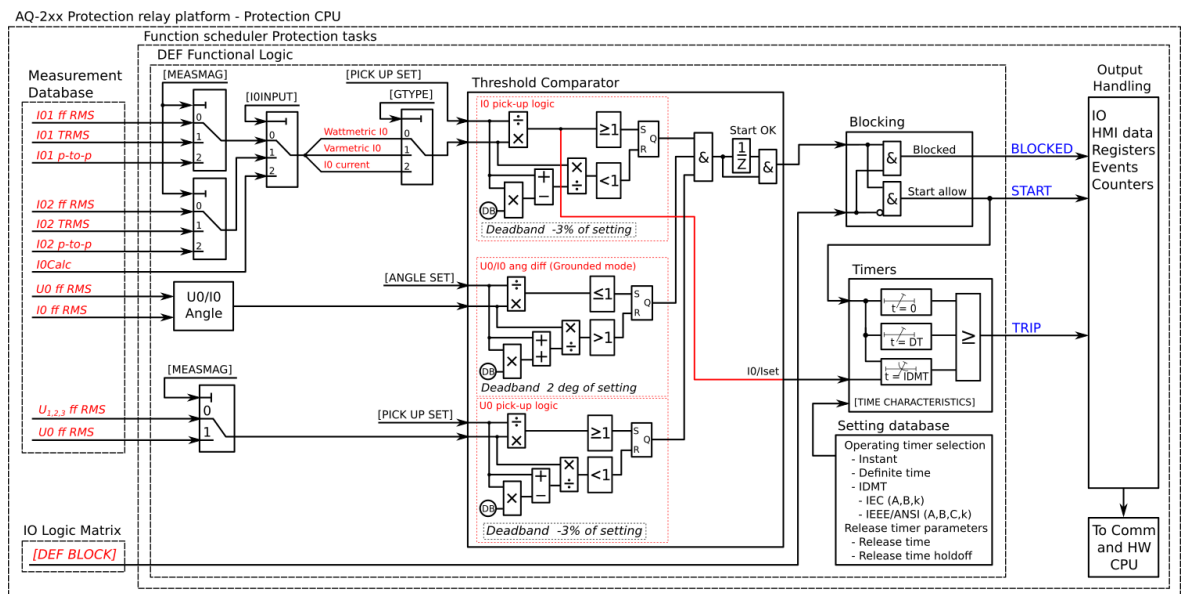 AQ-2xx Protection relay platform - Protection CPU
Function scheduler Protection tasks
DEF Functional Logic
Measurement
Database
I01 ff RMS
I01 TRMS
I01 p-to-p
I02 ff RMS
I02 TRMS
I02 p-to-p
I0Calc
U0 ff RMS
I0 ff RMS
U1,2,3 ff RMS
U0 ff RMS
IO Logic Matrix
[DEF BLOCK]
[MEASMAG]
0
1
2
0
1
2
[I0INPUT]
0
1
2
Wattmetric I0
Varmetric I0
I0 current
[PICK UP SET]
[GTYPE]
0
1
2
U0/I0
Angle
[ANGLE SET]
[MEASMAG]
0
1
[PICK UP SET]
Threshold Comparator
I0 pick-up logic
÷
×
≥1
S
Q
R
×
÷
<1
+
−
DB
×
Deadband -3% of setting
U0/I0 ang diff (Grounded mode)
÷
×
≤1
S
Q
R
×
÷
>1
+
+
DB
×
Deadband 2 deg of setting
U0 pick-up logic
÷
×
≥1
S
Q
R
×
÷
<1
+
−
DB
×
Deadband -3% of setting
&
Start OK
1
Z
&
I0/Iset
Blocking
&
Blocked
&
Start allow
BLOCKED
START
Timers
t = 0
t = DT
t = IDMT
≥
TRIP
[TIME CHARACTERISTICS]
Setting database
Operating timer selection
- Instant
- Definite time
- IDMT
- IEC (A,B,k)
- IEEE/ANSI (A,B,C,k)
Release timer parameters
- Release time
- Release time holdoff
Output
Handling
IO
HMI data
Registers
Events
Counters
To Comm
and HW
CPU